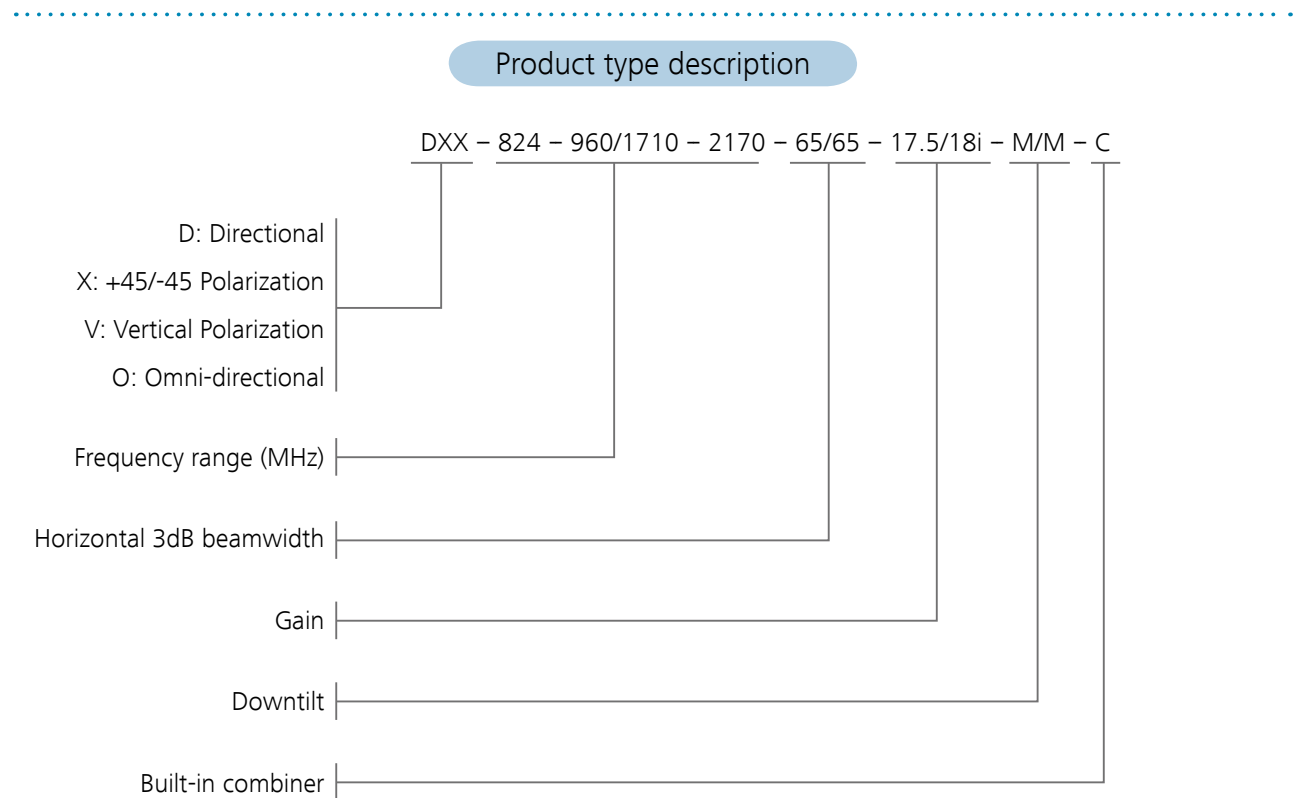 Product type description
DXX – 824 – 960/1710 – 2170 – 65/65 – 17.5/18i – M/M – C
D: Directional
X: +45/-45 Polarization
V: Vertical Polarization
O: Omni-directional
Frequency range (MHz)
Horizontal 3dB beamwidth
Gain
Downtilt
Built-in combiner